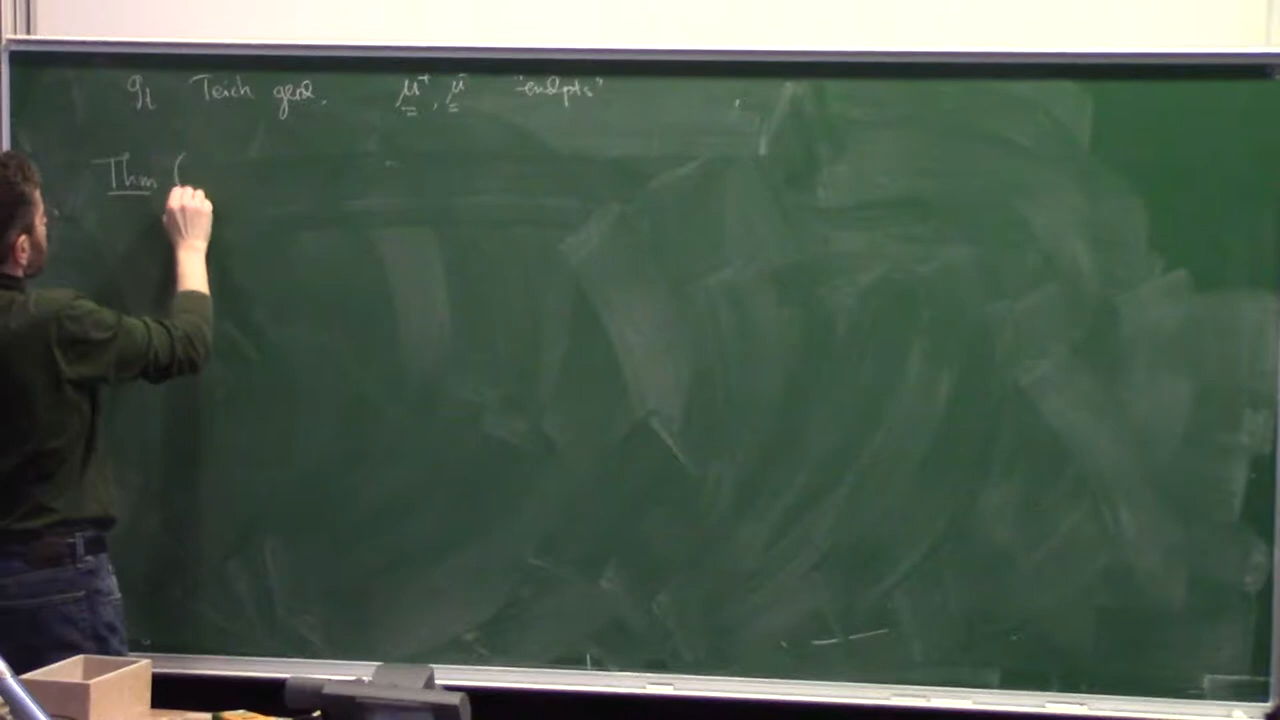 g_t Teich geod. μ⁺, μ⁻ "endpts"
Thm (